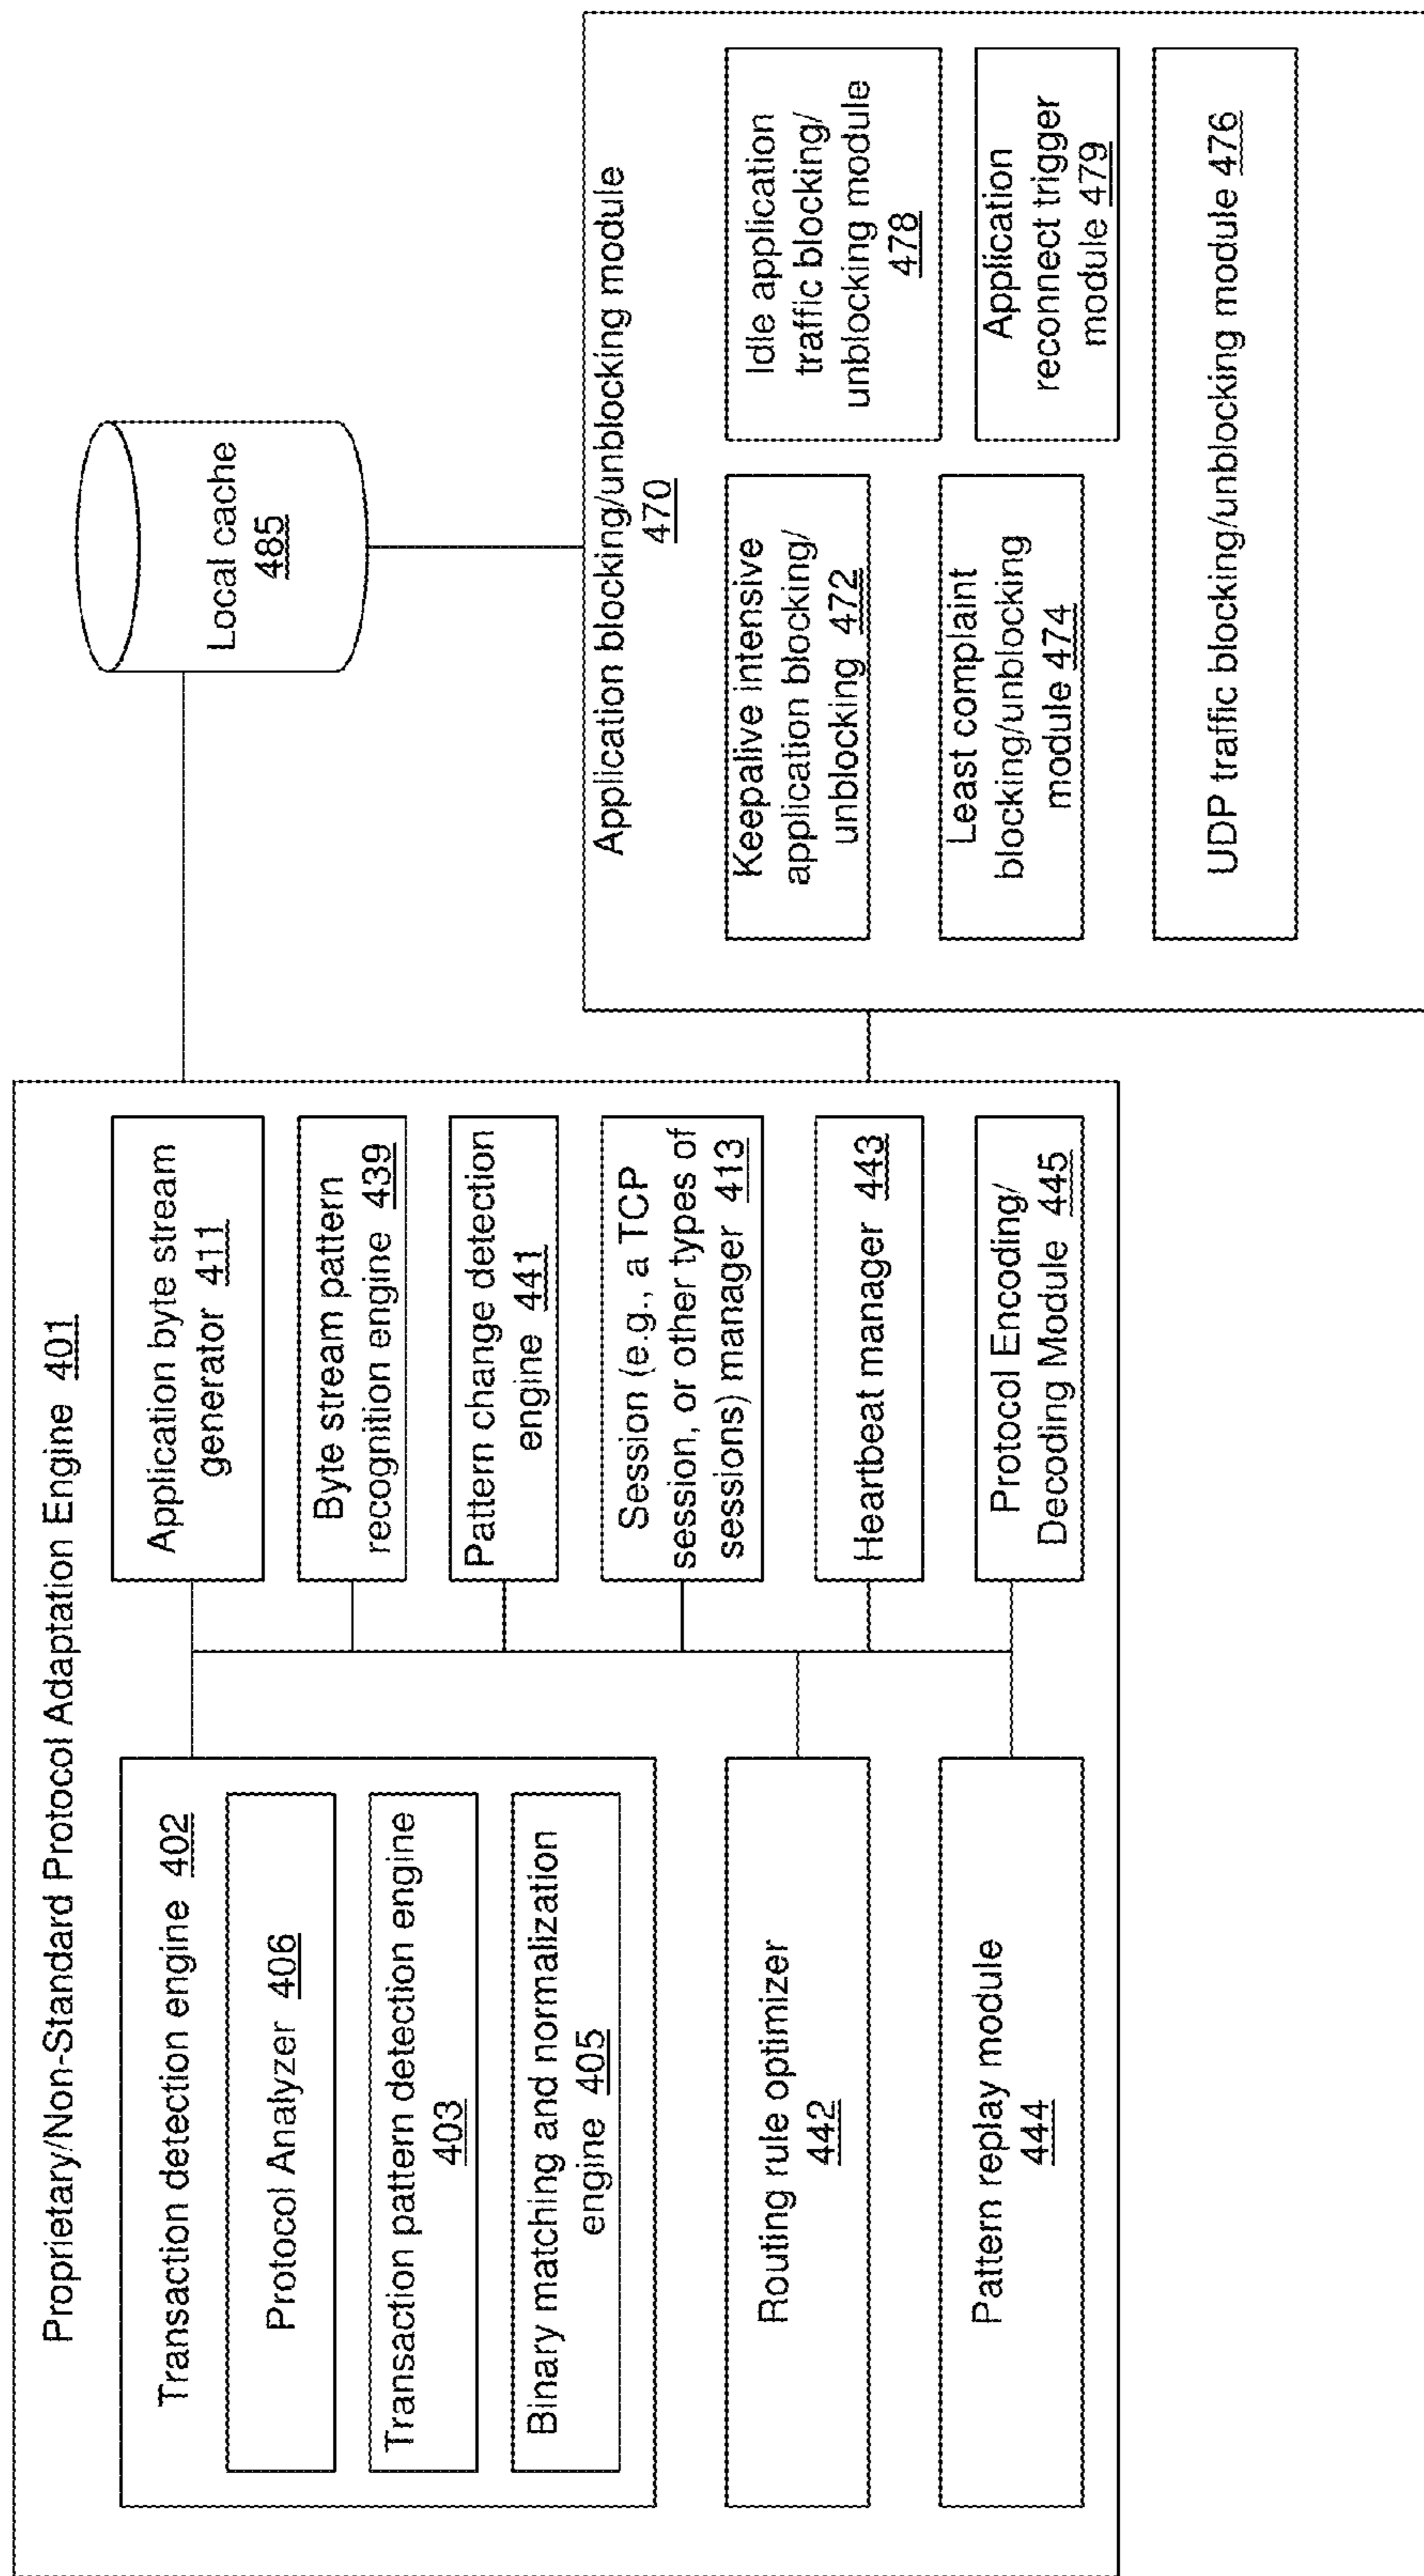 Proprietary/Non-Standard Protocol Adaptation Engine 401
Transaction detection engine 402
Protocol Analyzer 406
Transaction pattern detection engine
403
Binary matching and normalization
engine 405
Routing rule optimizer
442
Pattern replay module
444
Application byte stream
generator 411
Byte stream pattern
recognition engine 439
Pattern change detection
engine 441
Session (e.g., a TCP
session, or other types of
sessions) manager 413
Heartbeat manager 443
Protocol Encoding/
Decoding Module 445
Local cache
485
Application blocking/unblocking module
470
Keepalive intensive
application blocking/
unblocking 472
Least complaint
blocking/unblocking
module 474
Idle application
traffic blocking/
unblocking module
478
Application
reconnect trigger
module 479
UDP traffic blocking/unblocking module 476